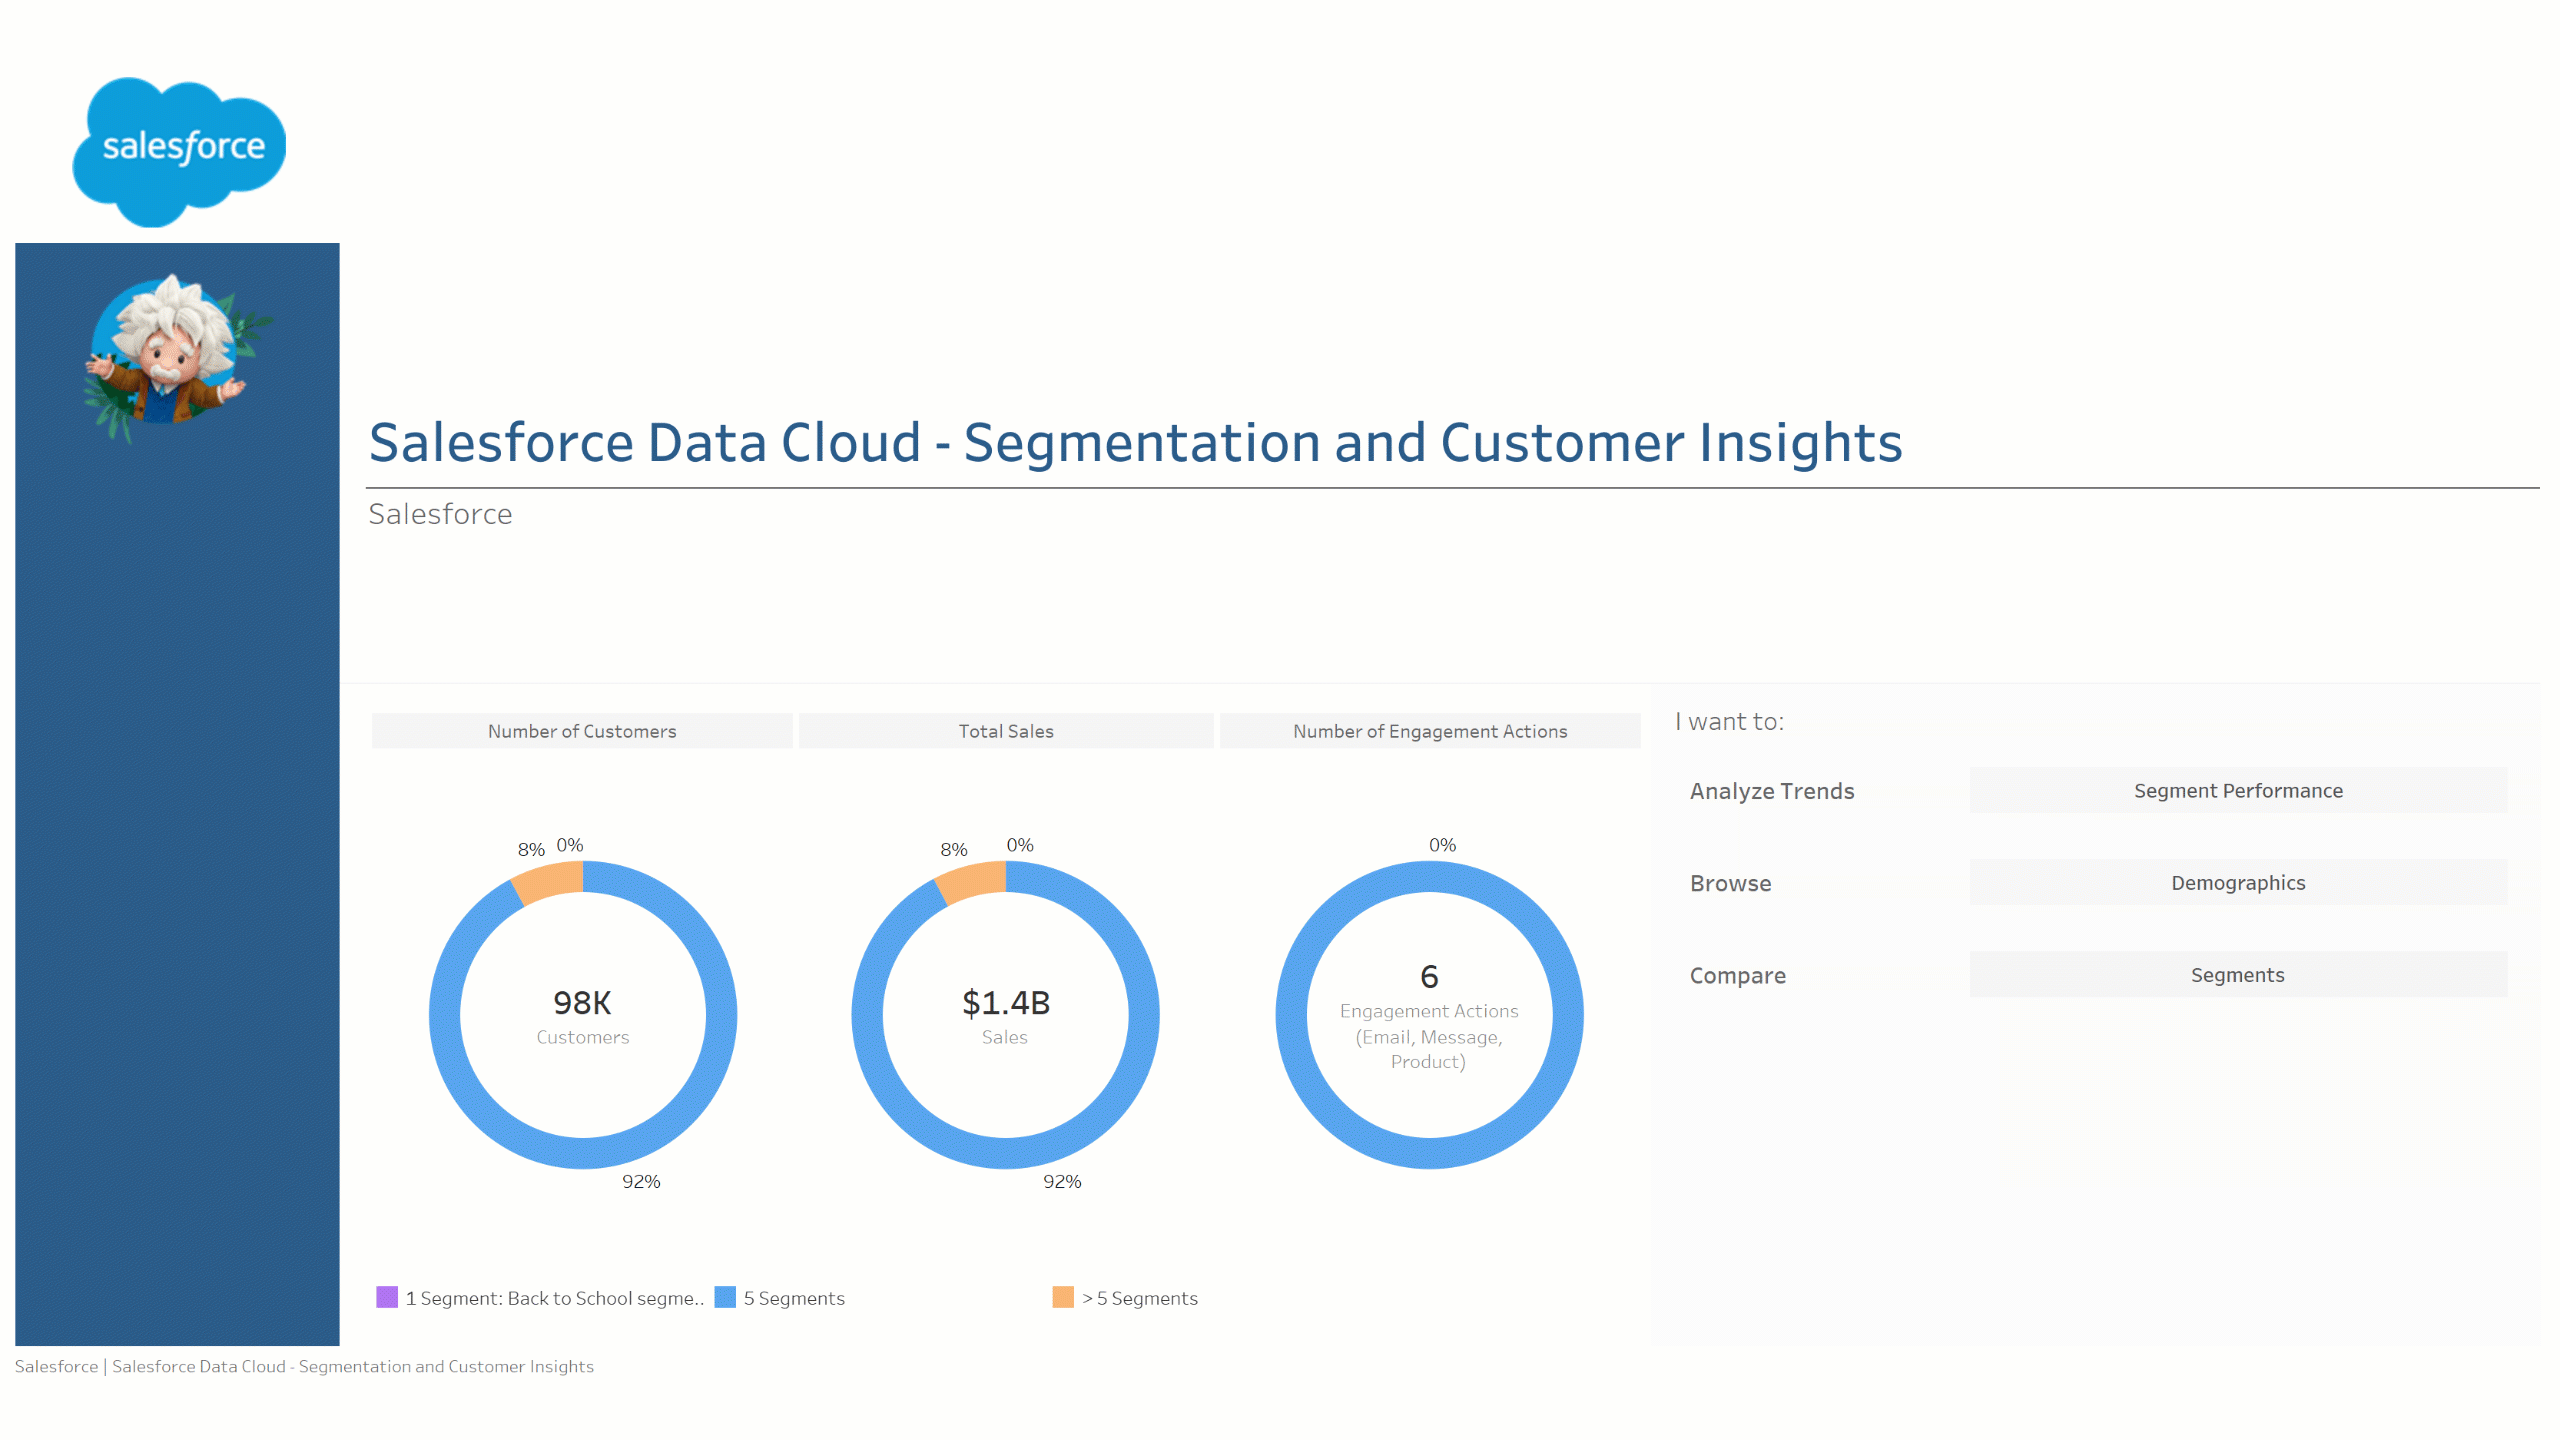 salesforce
Salesforce Data Cloud - Segmentation and Customer Insights
Salesforce
Number of Customers
Total Sales
Number of Engagement Actions
8% 0%
92%
98K
Customers
8% 0%
92%
$1.4B
Sales
0%
6
Engagement Actions
(Email, Message,
Product)
1 Segment: Back to School segme..
5 Segments
> 5 Segments
I want to:
Analyze Trends
Segment Performance
Browse
Demographics
Compare
Segments
Salesforce | Salesforce Data Cloud - Segmentation and Customer Insights